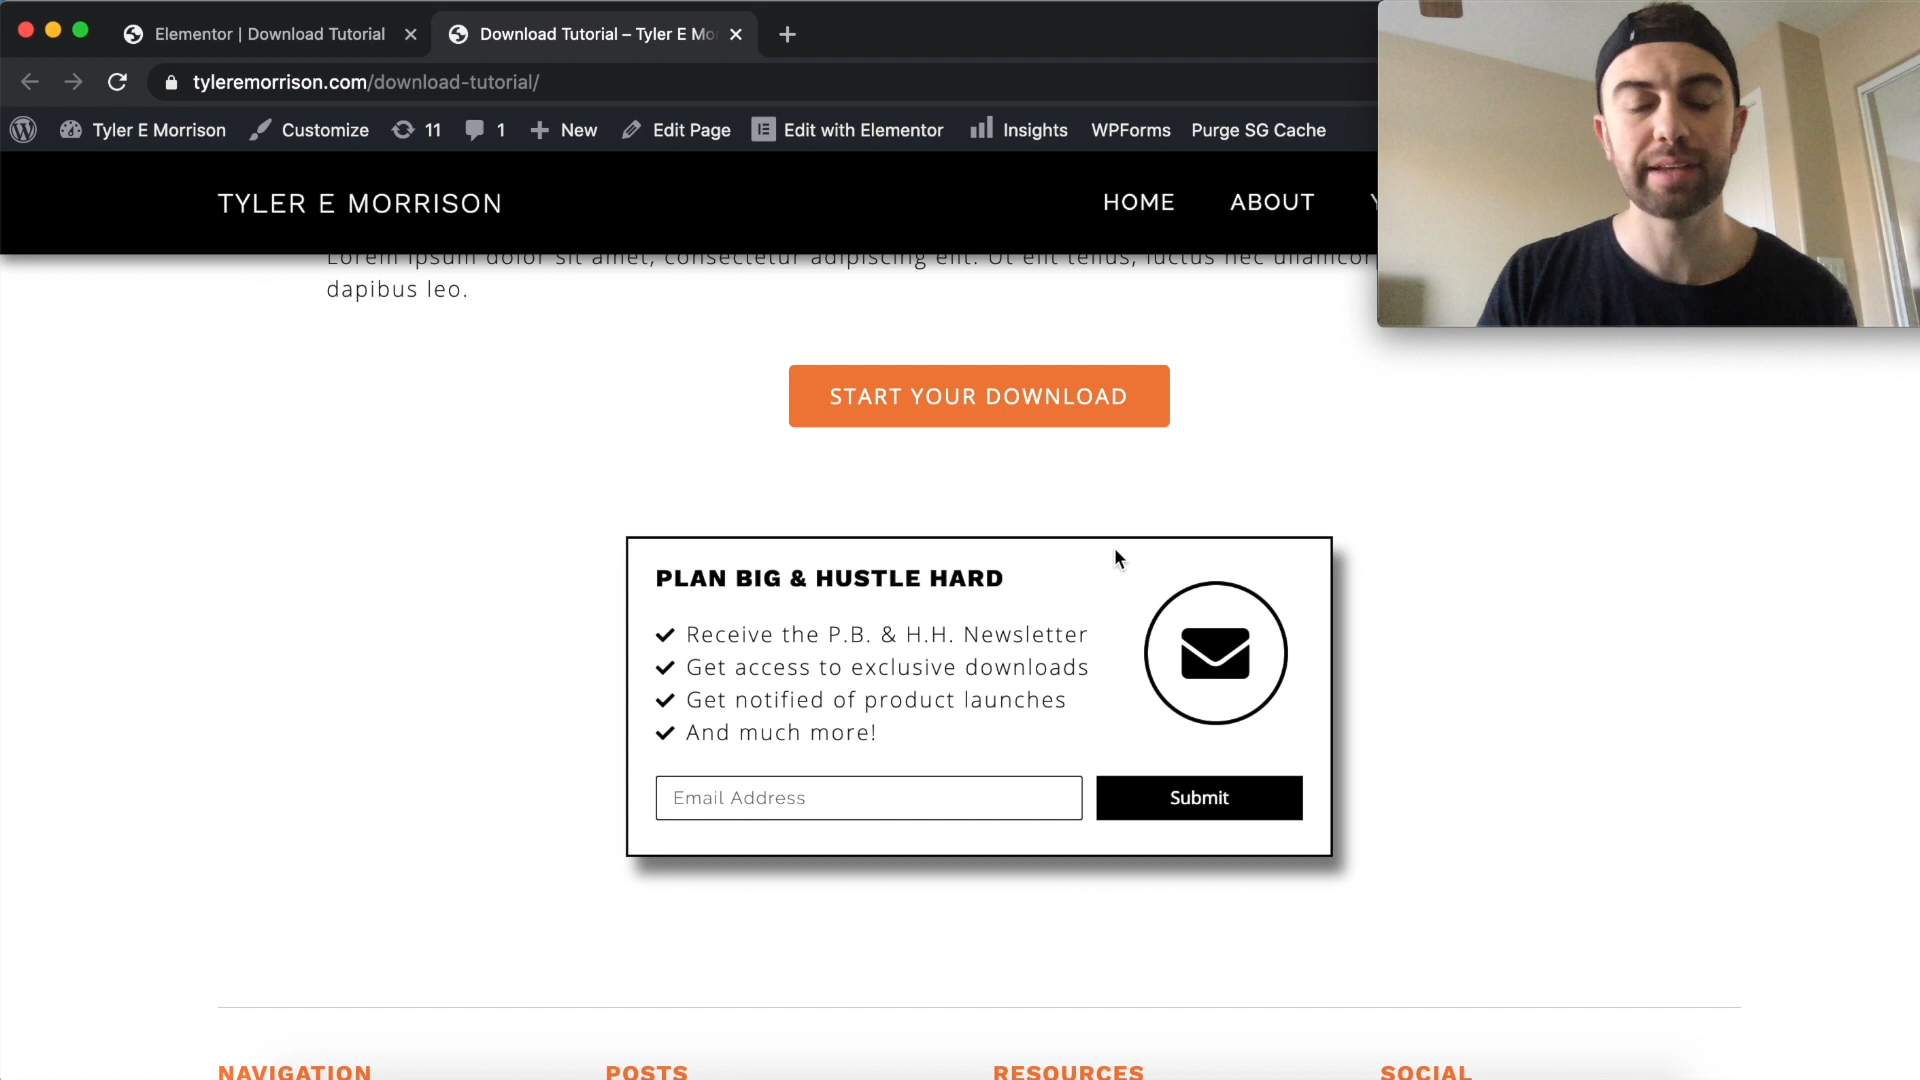 Elementor | Download Tutorial
Download Tutorial – Tyler E Mo
tyleremorrison.com/download-tutorial/
Tyler E Morrison Customize 11 1 New Edit Page Edit with Elementor Insights WPForms Purge SG Cache
TYLER E MORRISON HOME ABOUT
Lorem ipsum dolor sit amet, consectetur adipiscing elit. Ut elit tellus, luctus nec ullamcor
dapibus leo.
START YOUR DOWNLOAD
PLAN BIG & HUSTLE HARD
Receive the P.B. & H.H. Newsletter
Get access to exclusive downloads
Get notified of product launches
And much more!
Email Address Submit
NAVIGATION POSTS RESOURCES SOCIAL